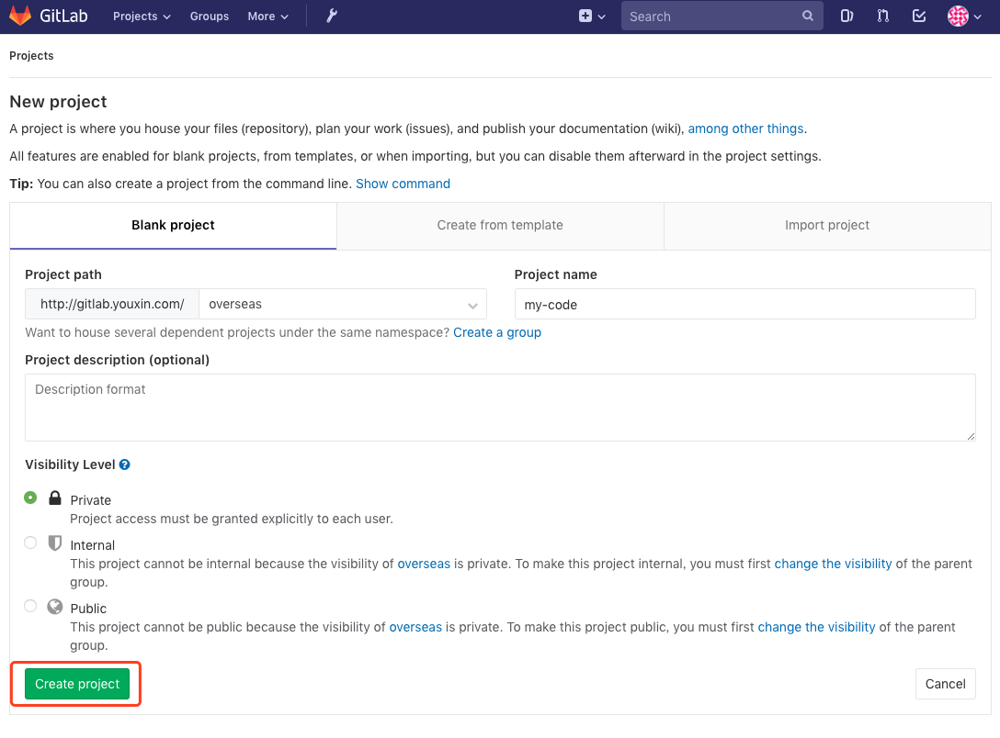 GitLab Projects Groups More Search
Projects
New project
A project is where you house your files (repository), plan your work (issues), and publish your documentation (wiki), among other things.
All features are enabled for blank projects, from templates, or when importing, but you can disable them afterward in the project settings.
Tip: You can also create a project from the command line. Show command
Blank project Create from template Import project
Project path Project name
http://gitlab.youxin.com/ overseas my-code
Want to house several dependent projects under the same namespace? Create a group
Project description (optional)
Description format
Visibility Level ?
Private
Project access must be granted explicitly to each user.
Internal
This project cannot be internal because the visibility of overseas is private. To make this project internal, you must first change the visibility of the parent
group.
Public
This project cannot be public because the visibility of overseas is private. To make this project public, you must first change the visibility of the parent
group.
Create project Cancel